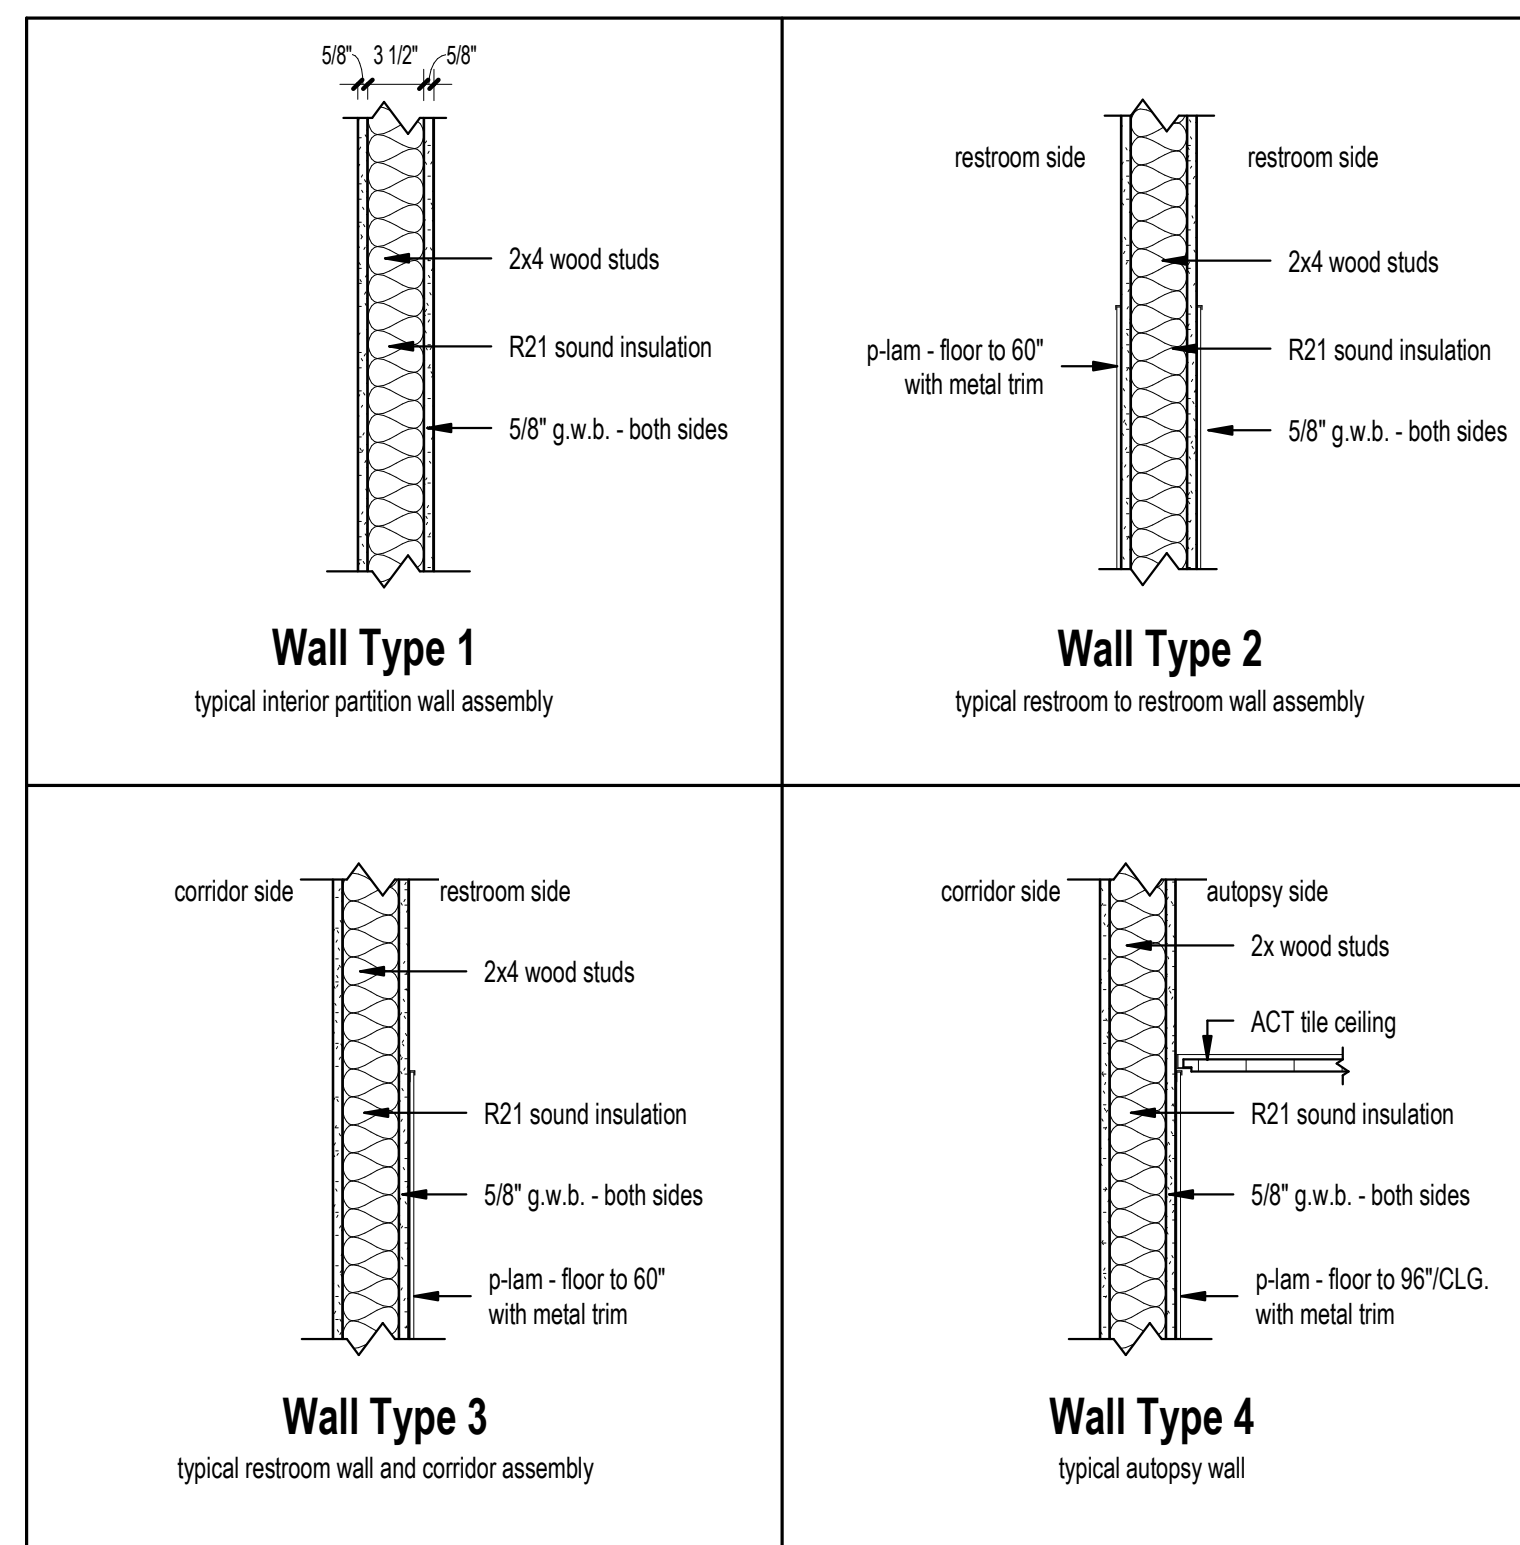 5/8" 3 1/2" 5/8"
2x4 wood studs
R21 sound insulation
5/8" g.w.b. - both sides
Wall Type 1
typical interior partition wall assembly
restroom side
restroom side
2x4 wood studs
p-lam - floor to 60"
with metal trim
R21 sound insulation
5/8" g.w.b. - both sides
Wall Type 2
typical restroom to restroom wall assembly
corridor side
restroom side
2x4 wood studs
R21 sound insulation
5/8" g.w.b. - both sides
p-lam - floor to 60"
with metal trim
Wall Type 3
typical restroom wall and corridor assembly
corridor side
autopsy side
2x wood studs
ACT tile ceiling
R21 sound insulation
5/8" g.w.b. - both sides
p-lam - floor to 96"/CLG.
with metal trim
Wall Type 4
typical autopsy wall